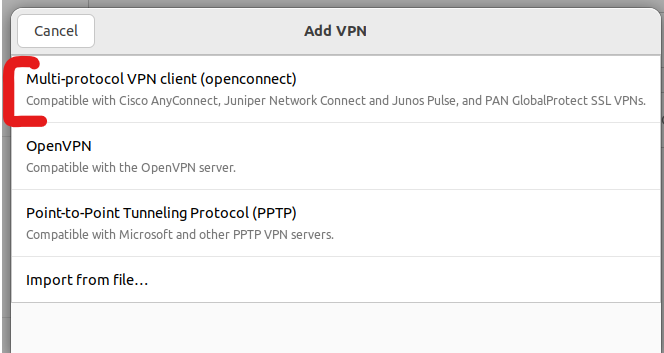 Cancel
Add VPN
Multi-protocol VPN client (openconnect)
Compatible with Cisco AnyConnect, Juniper Network Connect and Junos Pulse, and PAN GlobalProtect SSL VPNs.
OpenVPN
Compatible with the OpenVPN server.
Point-to-Point Tunneling Protocol (PPTP)
Compatible with Microsoft and other PPTP VPN servers.
Import from file…